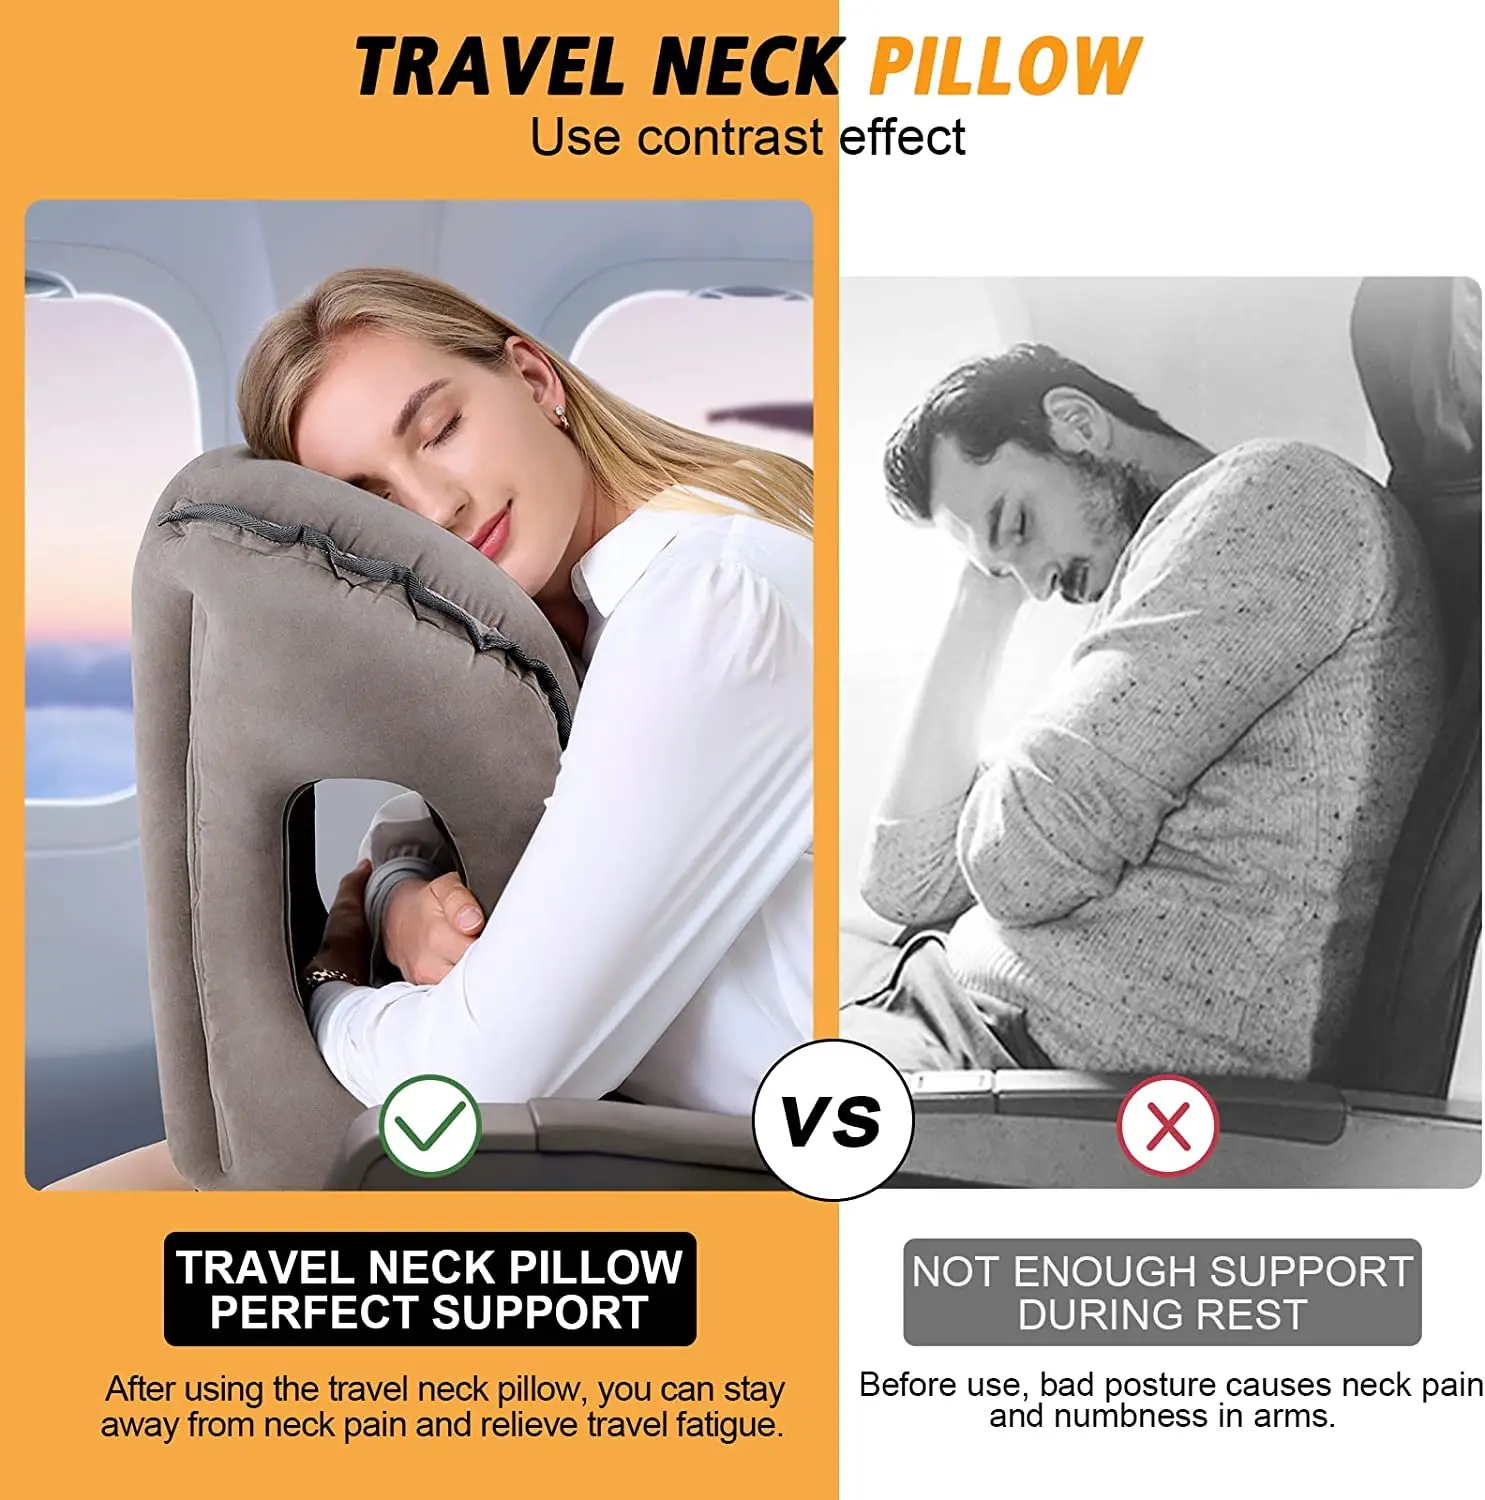 TRAVEL NECK PILLOW
Use contrast effect
VS
TRAVEL NECK PILLOW
PERFECT SUPPORT
After using the travel neck pillow, you can stay
away from neck pain and relieve travel fatigue.
NOT ENOUGH SUPPORT
DURING REST
Before use, bad posture causes neck pain
and numbness in arms.